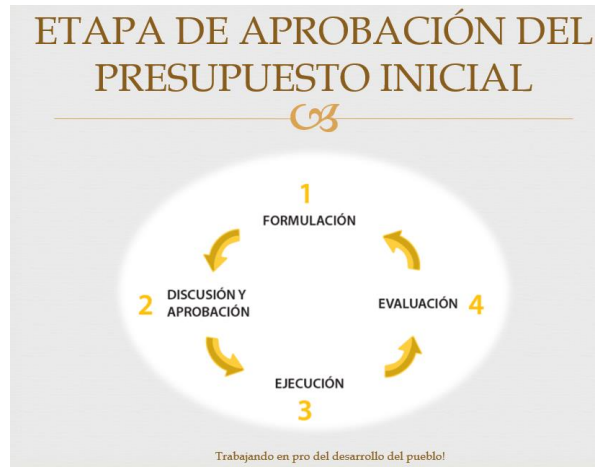 ETAPA DE APROBACIÓN DEL
PRESUPUESTO INICIAL
1
FORMULACIÓN
2
DISCUSIÓN Y
APROBACIÓN
EVALUACIÓN 4
EJECUCIÓN
3
Trabajando en pro del desarrollo del pueblo!